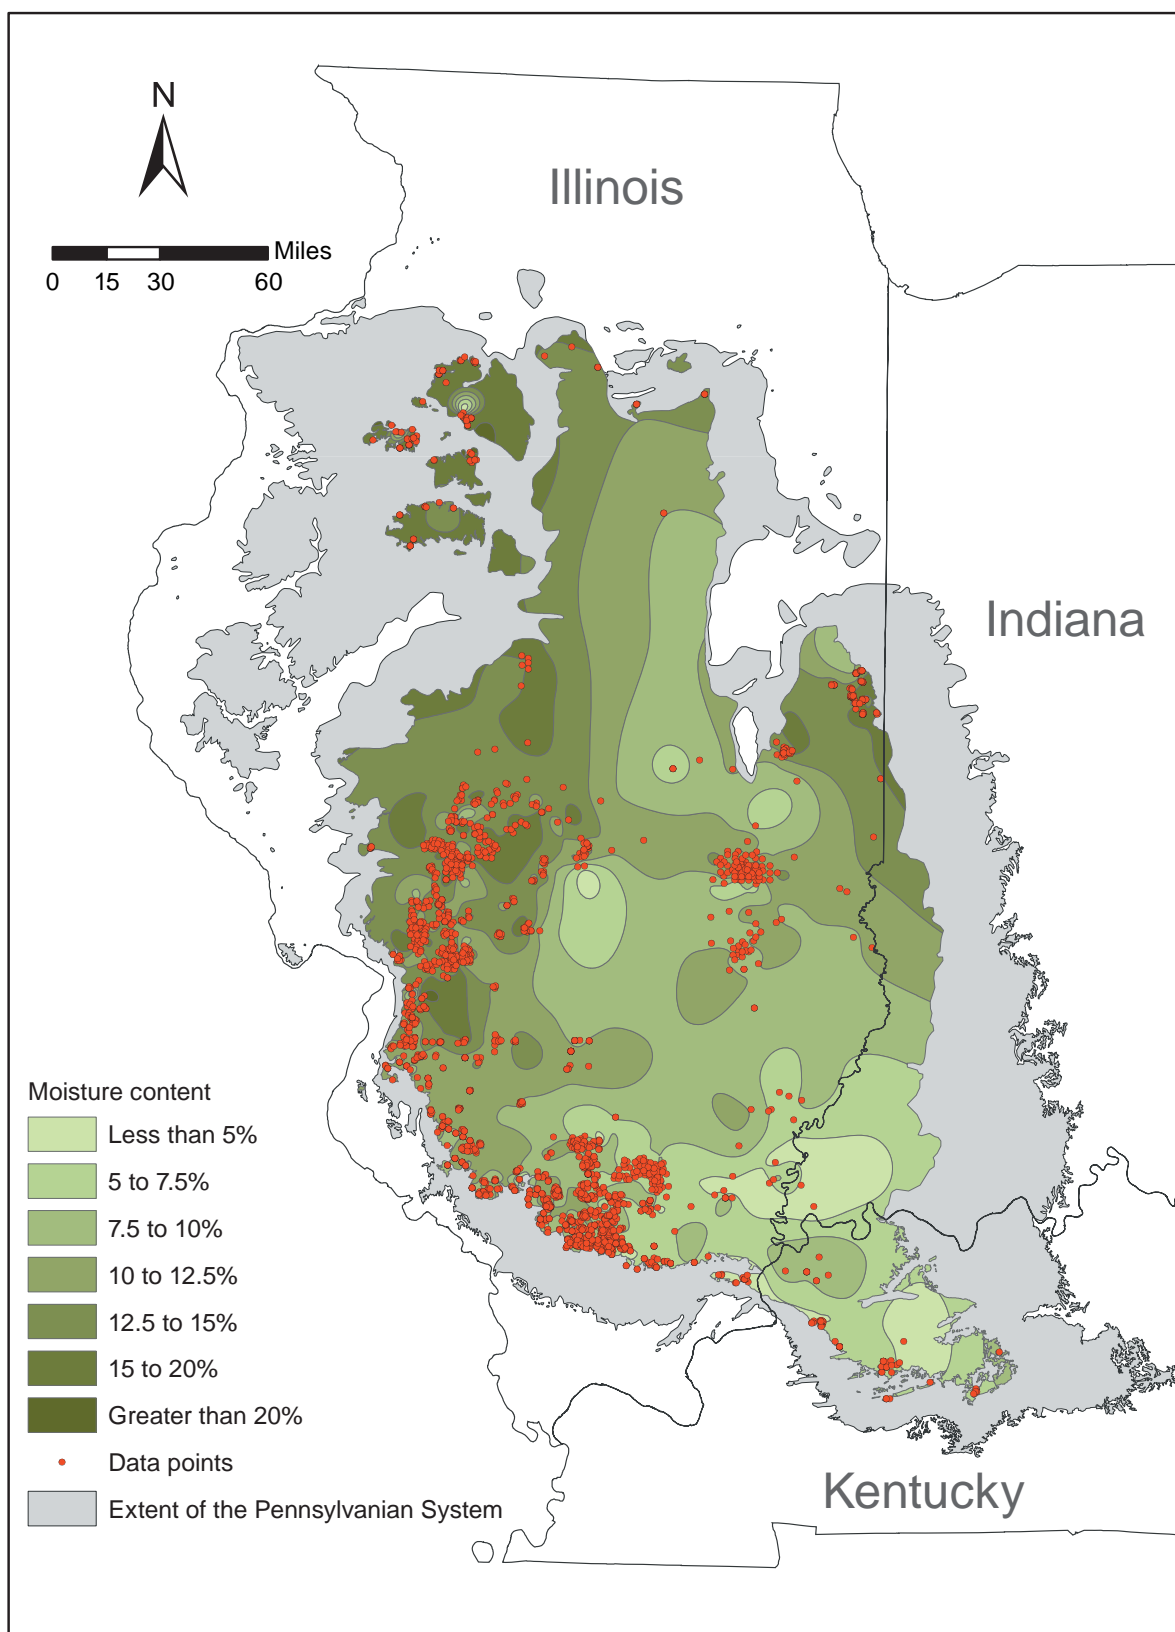 N
Illinois
Miles
0 15 30 60
Indiana
Moisture content
Less than 5%
5 to 7.5%
7.5 to 10%
10 to 12.5%
12.5 to 15%
15 to 20%
Greater than 20%
Data points
Extent of the Pennsylvanian System
Kentucky